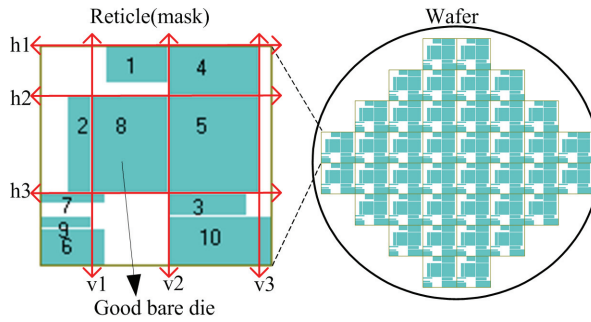 Reticle(mask) Wafer
h1
1 4
h2
2 8 5
h3
7 3
9 10
6
v1 v2 v3
Good bare die